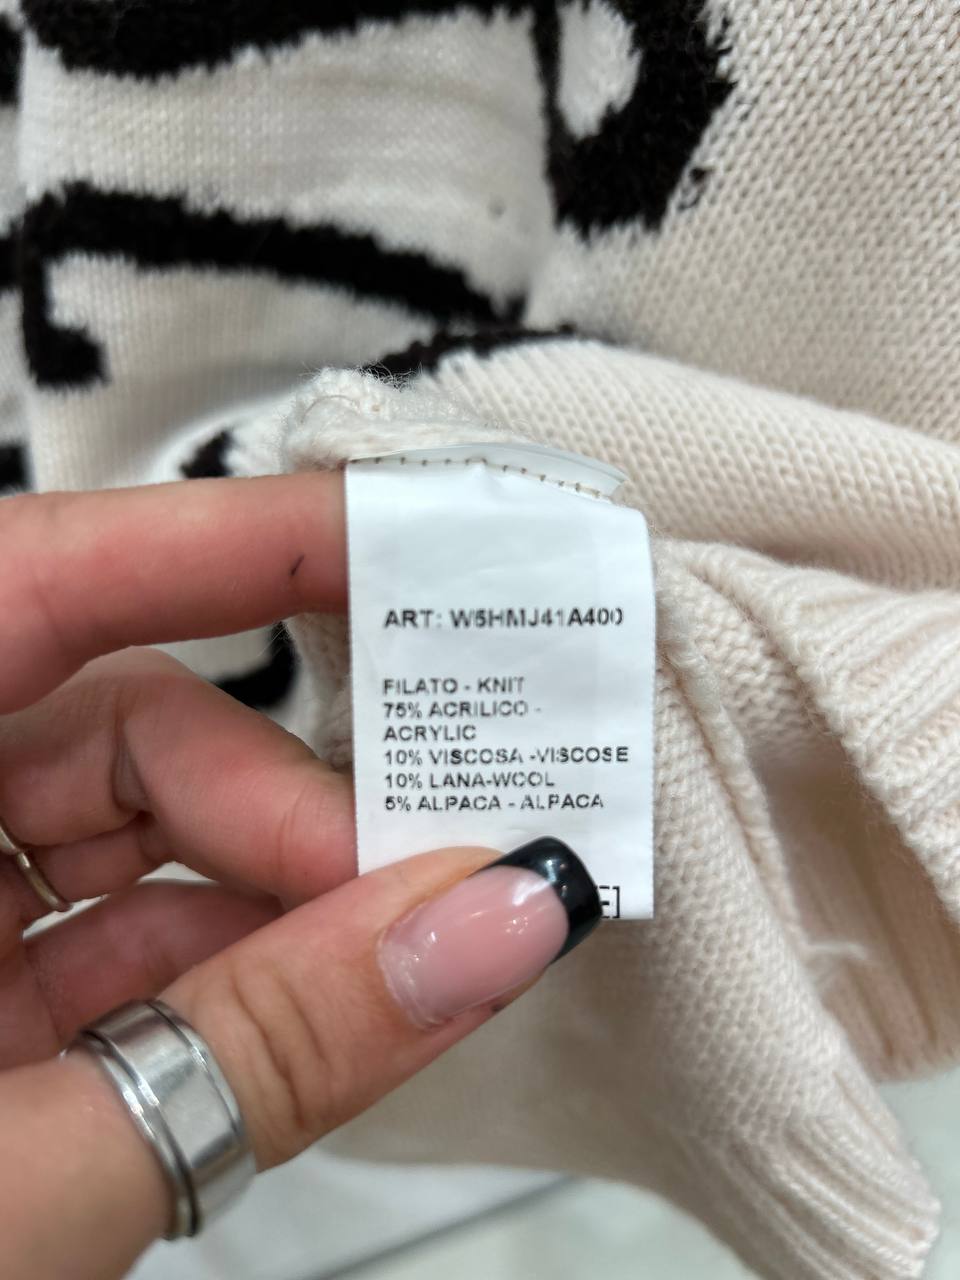 ART: W5HMJ41A400
FILATO - KNIT
75% ACRILICO -
ACRYLIC
10% VISCOSA -VISCOSE
10% LANA-WOOL
5% ALPACA - ALPACA